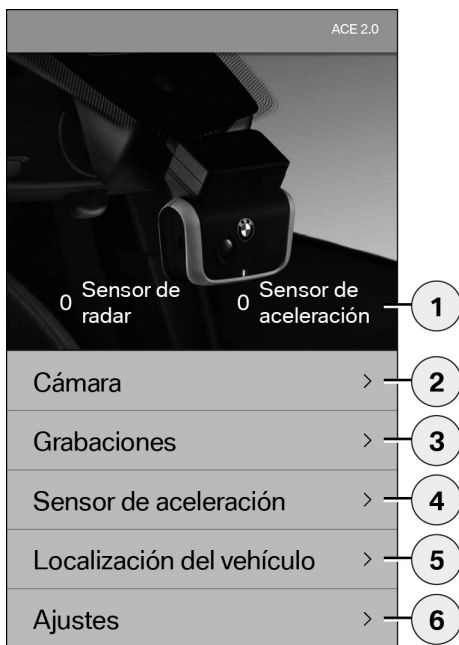 ACE 2.0
0 Sensor de radar
0 Sensor de aceleración
1
Cámara > 2
Grabaciones > 3
Sensor de aceleración > 4
Localización del vehículo > 5
Ajustes > 6